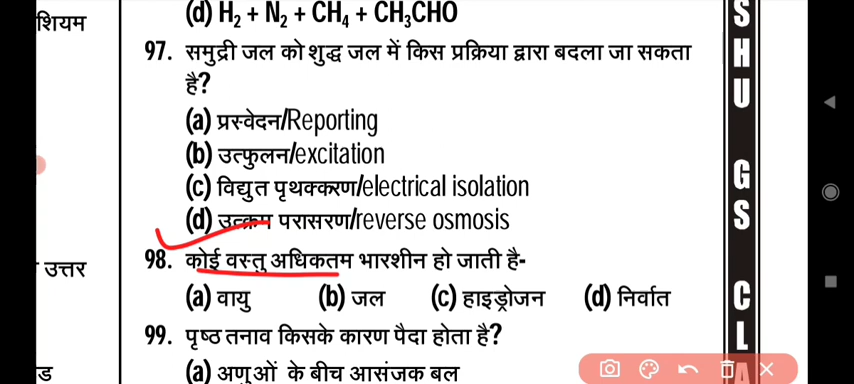 शियम
(d) H₂ + N₂ + CH₄ + CH₃CHO
97. समुद्री जल को शुद्ध जल में किस प्रक्रिया द्वारा बदला जा सकता
है?
(a) प्रस्वेदन/Reporting
(b) उत्फुलन/excitation
(c) विद्युत पृथक्करण/electrical isolation
(d) उत्क्रम परासरण/reverse osmosis
उत्तर
98. कोई वस्तु अधिकतम भारशीन हो जाती है-
(a) वायु (b) जल (c) हाइड्रोजन (d) निर्वात
99. पृष्ठ तनाव किसके कारण पैदा होता है?
(a) अणुओं के बीच आसंजक बल
ड
S
H
U
G
S
C
L
A